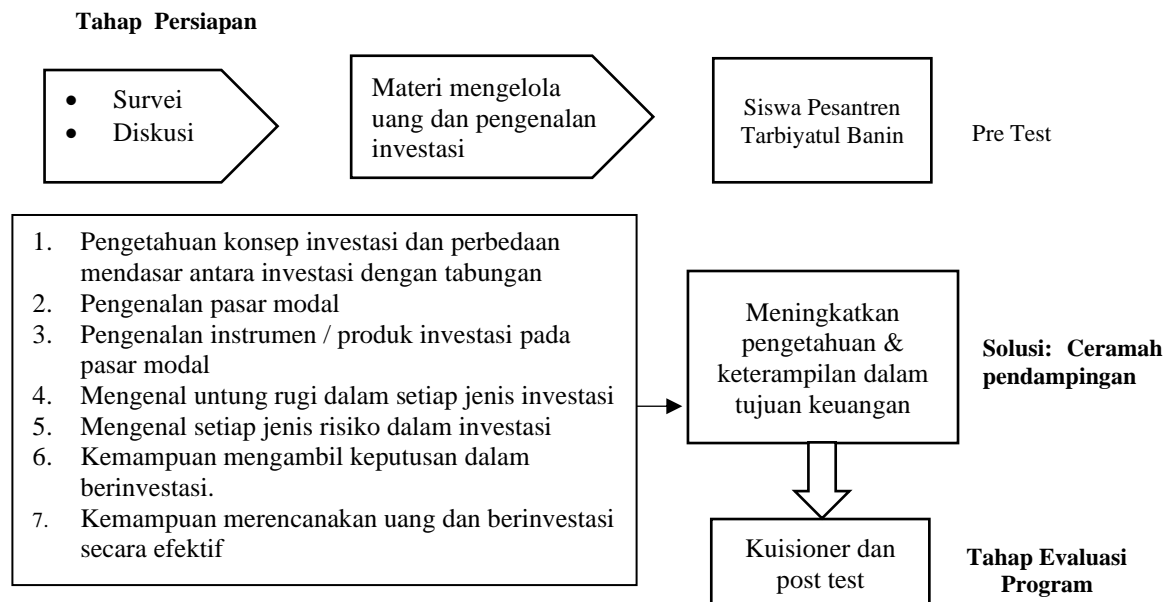 Tahap Persiapan
• Survei
• Diskusi
Materi mengelola
uang dan pengenalan
investasi
Siswa Pesantren
Tarbiyatul Banin
Pre Test
1. Pengetahuan konsep investasi dan perbedaan
mendasar antara investasi dengan tabungan
2. Pengenalan pasar modal
3. Pengenalan instrumen / produk investasi pada
pasar modal
4. Mengenal untung rugi dalam setiap jenis investasi
5. Mengenal setiap jenis risiko dalam investasi
6. Kemampuan mengambil keputusan dalam
berinvestasi.
7. Kemampuan merencanakan uang dan berinvestasi
secara efektif
Meningkatkan
pengetahuan &
keterampilan dalam
tujuan keuangan
Solusi: Ceramah
pendampingan
Kuisioner dan
post test
Tahap Evaluasi
Program